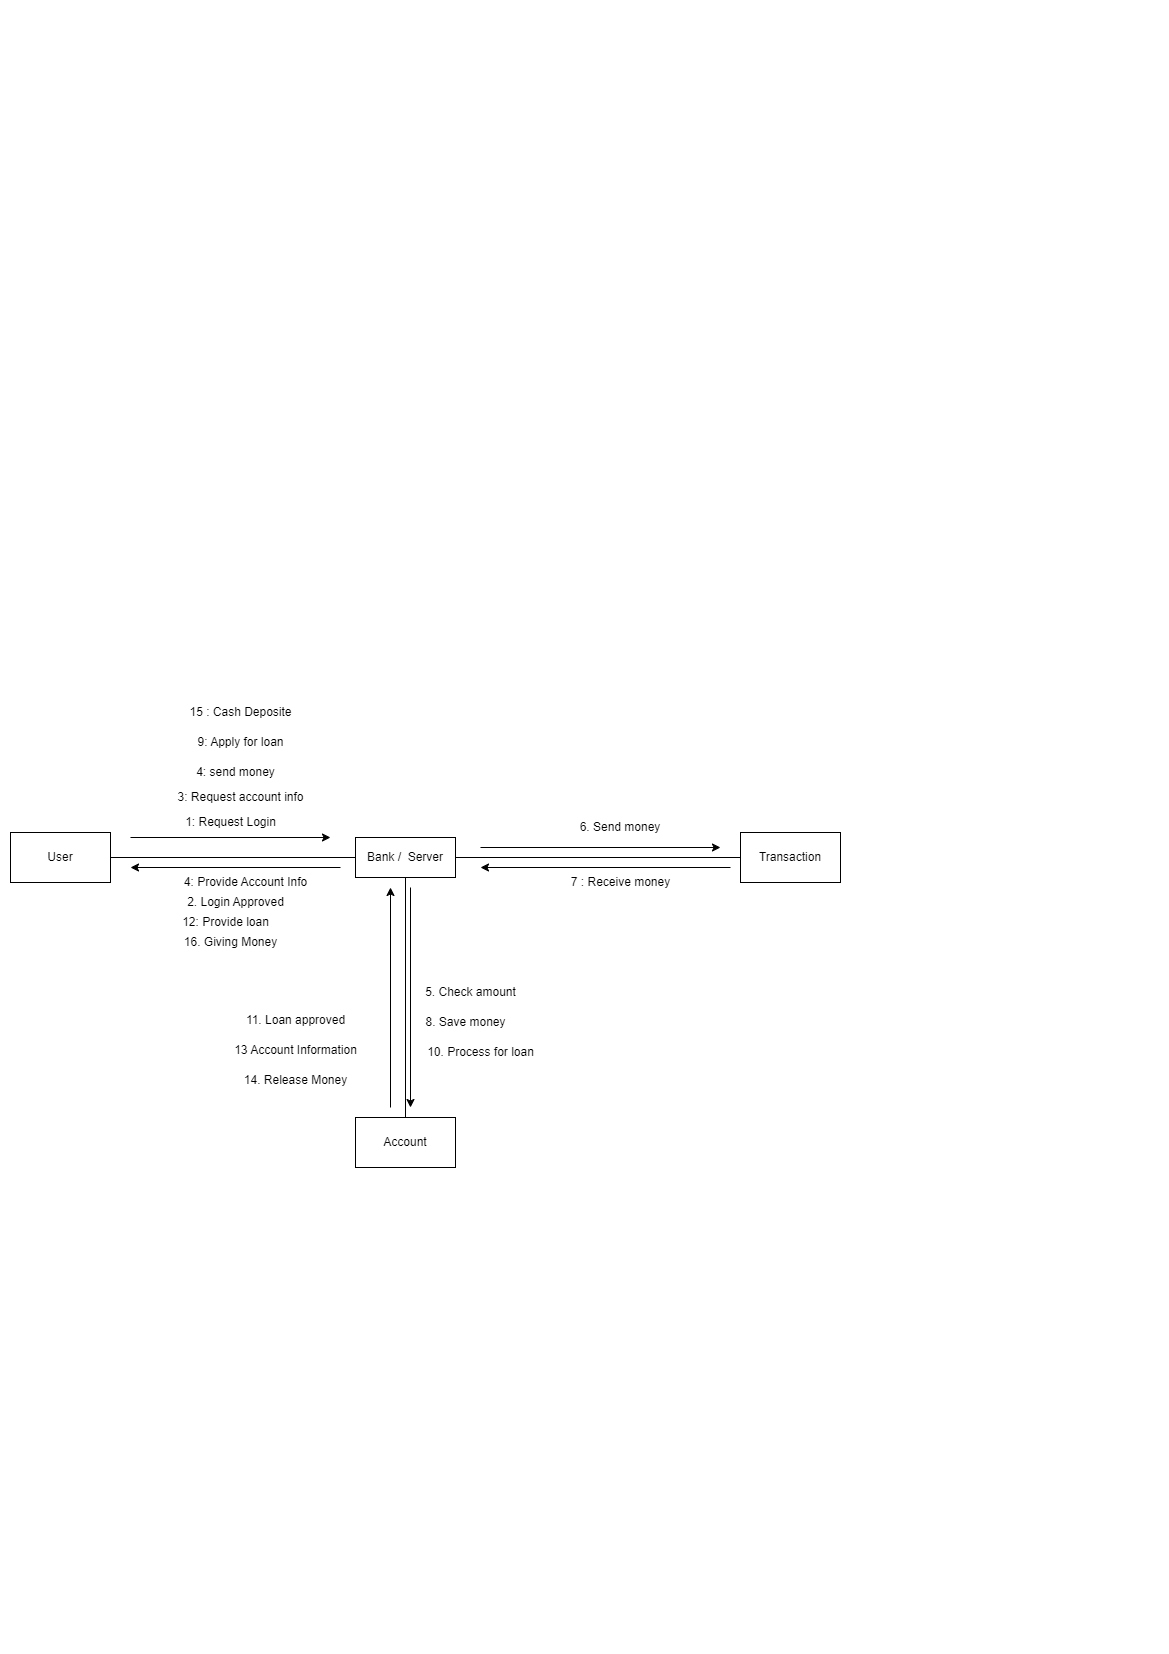 15 : Cash Deposite
9: Apply for loan
4: send money
3: Request account info
1: Request Login
6. Send money
User
Bank /  Server
Transaction
4: Provide Account Info
7 : Receive money
2. Login Approved
12: Provide loan
16. Giving Money
5. Check amount
11. Loan approved
8. Save money
13 Account Information
10. Process for loan
14. Release Money
Account